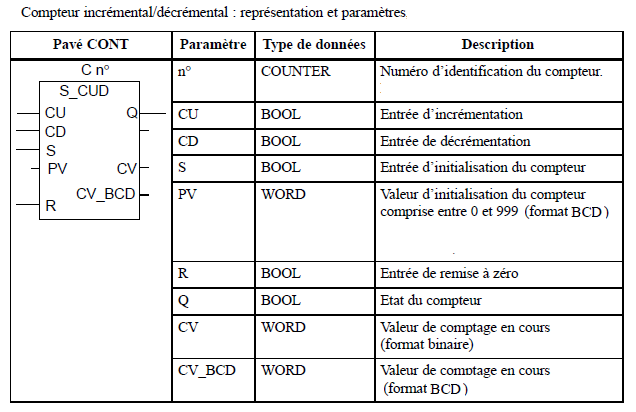 Compteur incrémental/décrémental : représentation et paramètres
Pavé CONT Paramètre Type de données Description
C n°
S_CUD
CU Q
CD
S
PV CV
CV_BCD
R
n° COUNTER Numéro d'identification du compteur.
CU BOOL Entrée d'incrémentation
CD BOOL Entrée de décrémentation
S BOOL Entrée d'initialisation du compteur
PV WORD Valeur d'initialisation du compteur
comprise entre 0 et 999 (format BCD )
R BOOL Entrée de remise à zéro
Q BOOL Etat du compteur
CV WORD Valeur de comptage en cours
(format binaire)
CV_BCD WORD Valeur de comptage en cours
(format BCD )